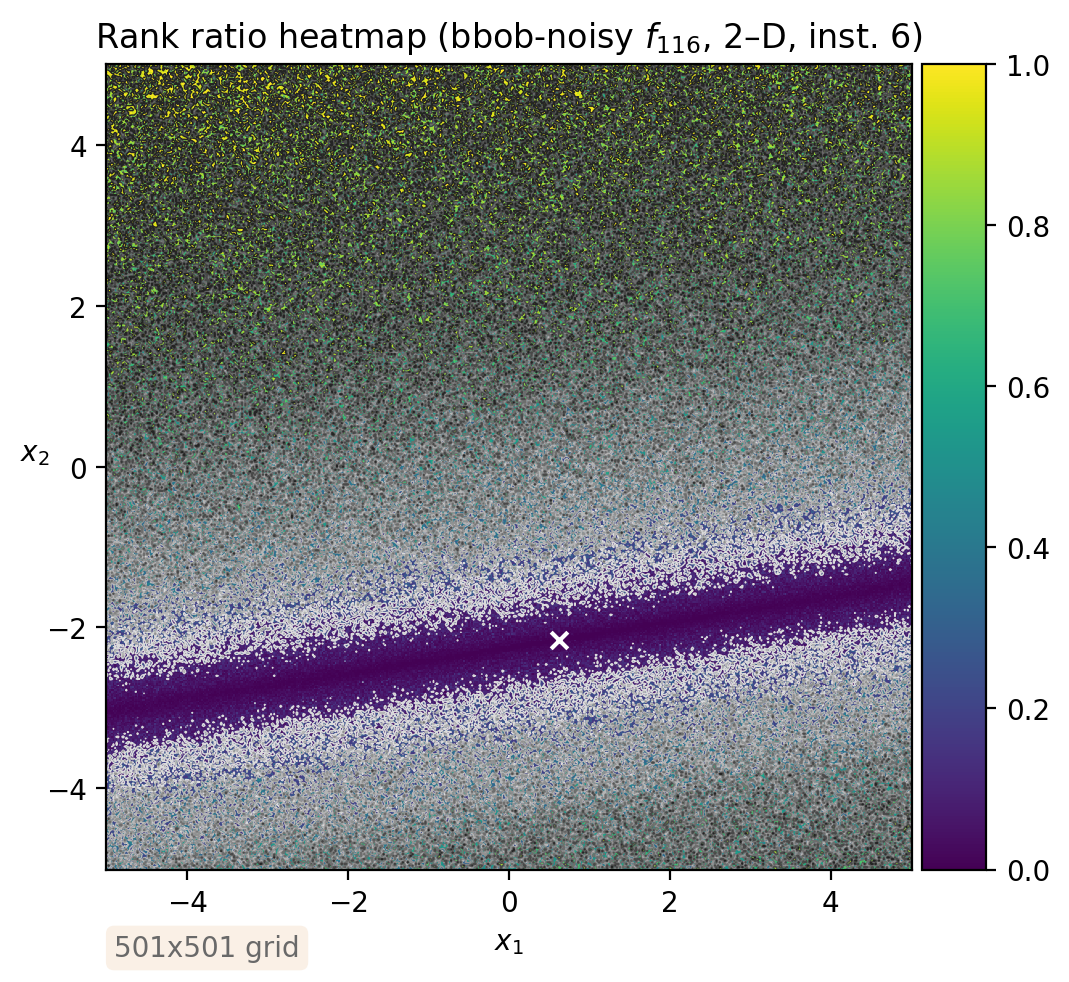 Rank ratio heatmap (bbob-noisy f₁₁₆, 2–D, inst. 6)
1.0
0.8
0.6
0.4
0.2
0.0
4
2
0
−2
−4
x₂
−4 −2 0 2 4
x₁
501x501 grid